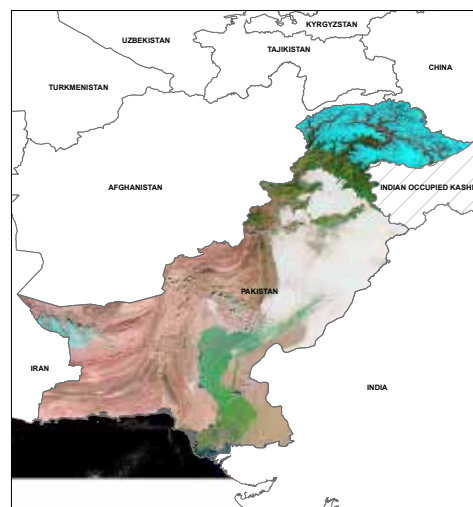 KYRGYZSTAN
UZBEKISTAN
TAJIKISTAN
CHINA
TURKMENISTAN
AFGHANISTAN
INDIAN OCCUPIED KASH
PAKISTAN
IRAN
INDIA